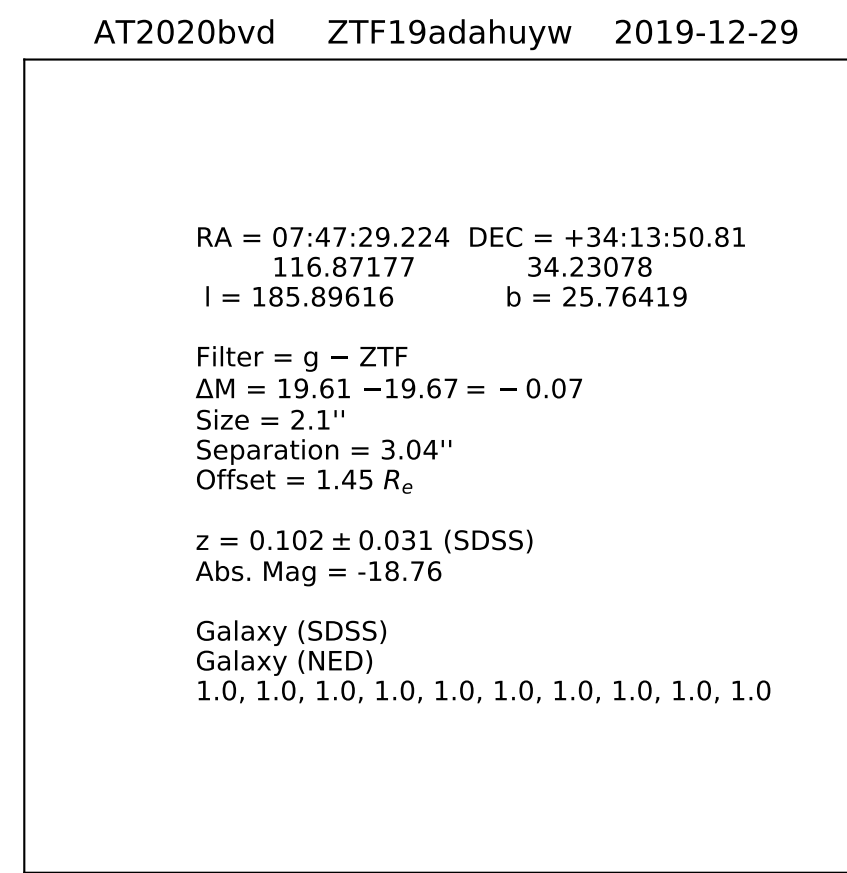 AT2020bvd ZTF19adahuyw 2019-12-29
RA = 07:47:29.224 DEC = +34:13:50.81
116.87177 34.23078
l = 185.89616 b = 25.76419
Filter = g − ZTF
ΔM = 19.61 −19.67 = − 0.07
Size = 2.1''
Separation = 3.04''
Offset = 1.45 Re
z = 0.102 ± 0.031 (SDSS)
Abs. Mag = -18.76
Galaxy (SDSS)
Galaxy (NED)
1.0, 1.0, 1.0, 1.0, 1.0, 1.0, 1.0, 1.0, 1.0, 1.0